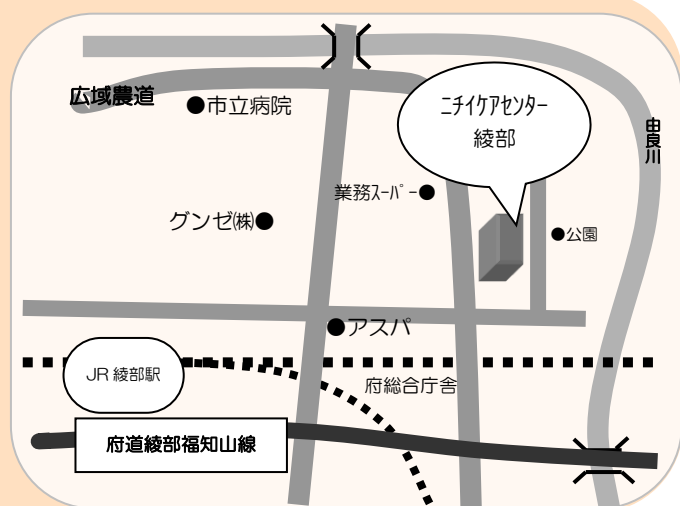 広域農道
●市立病院
ﾆﾁｲｹｱｾﾝﾀｰ
綾部
由良川
業務ｽｰﾊﾟｰ●
グンゼ㈱●
●公園
●アスパ
JR 綾部駅
府総合庁舎
府道綾部福知山線